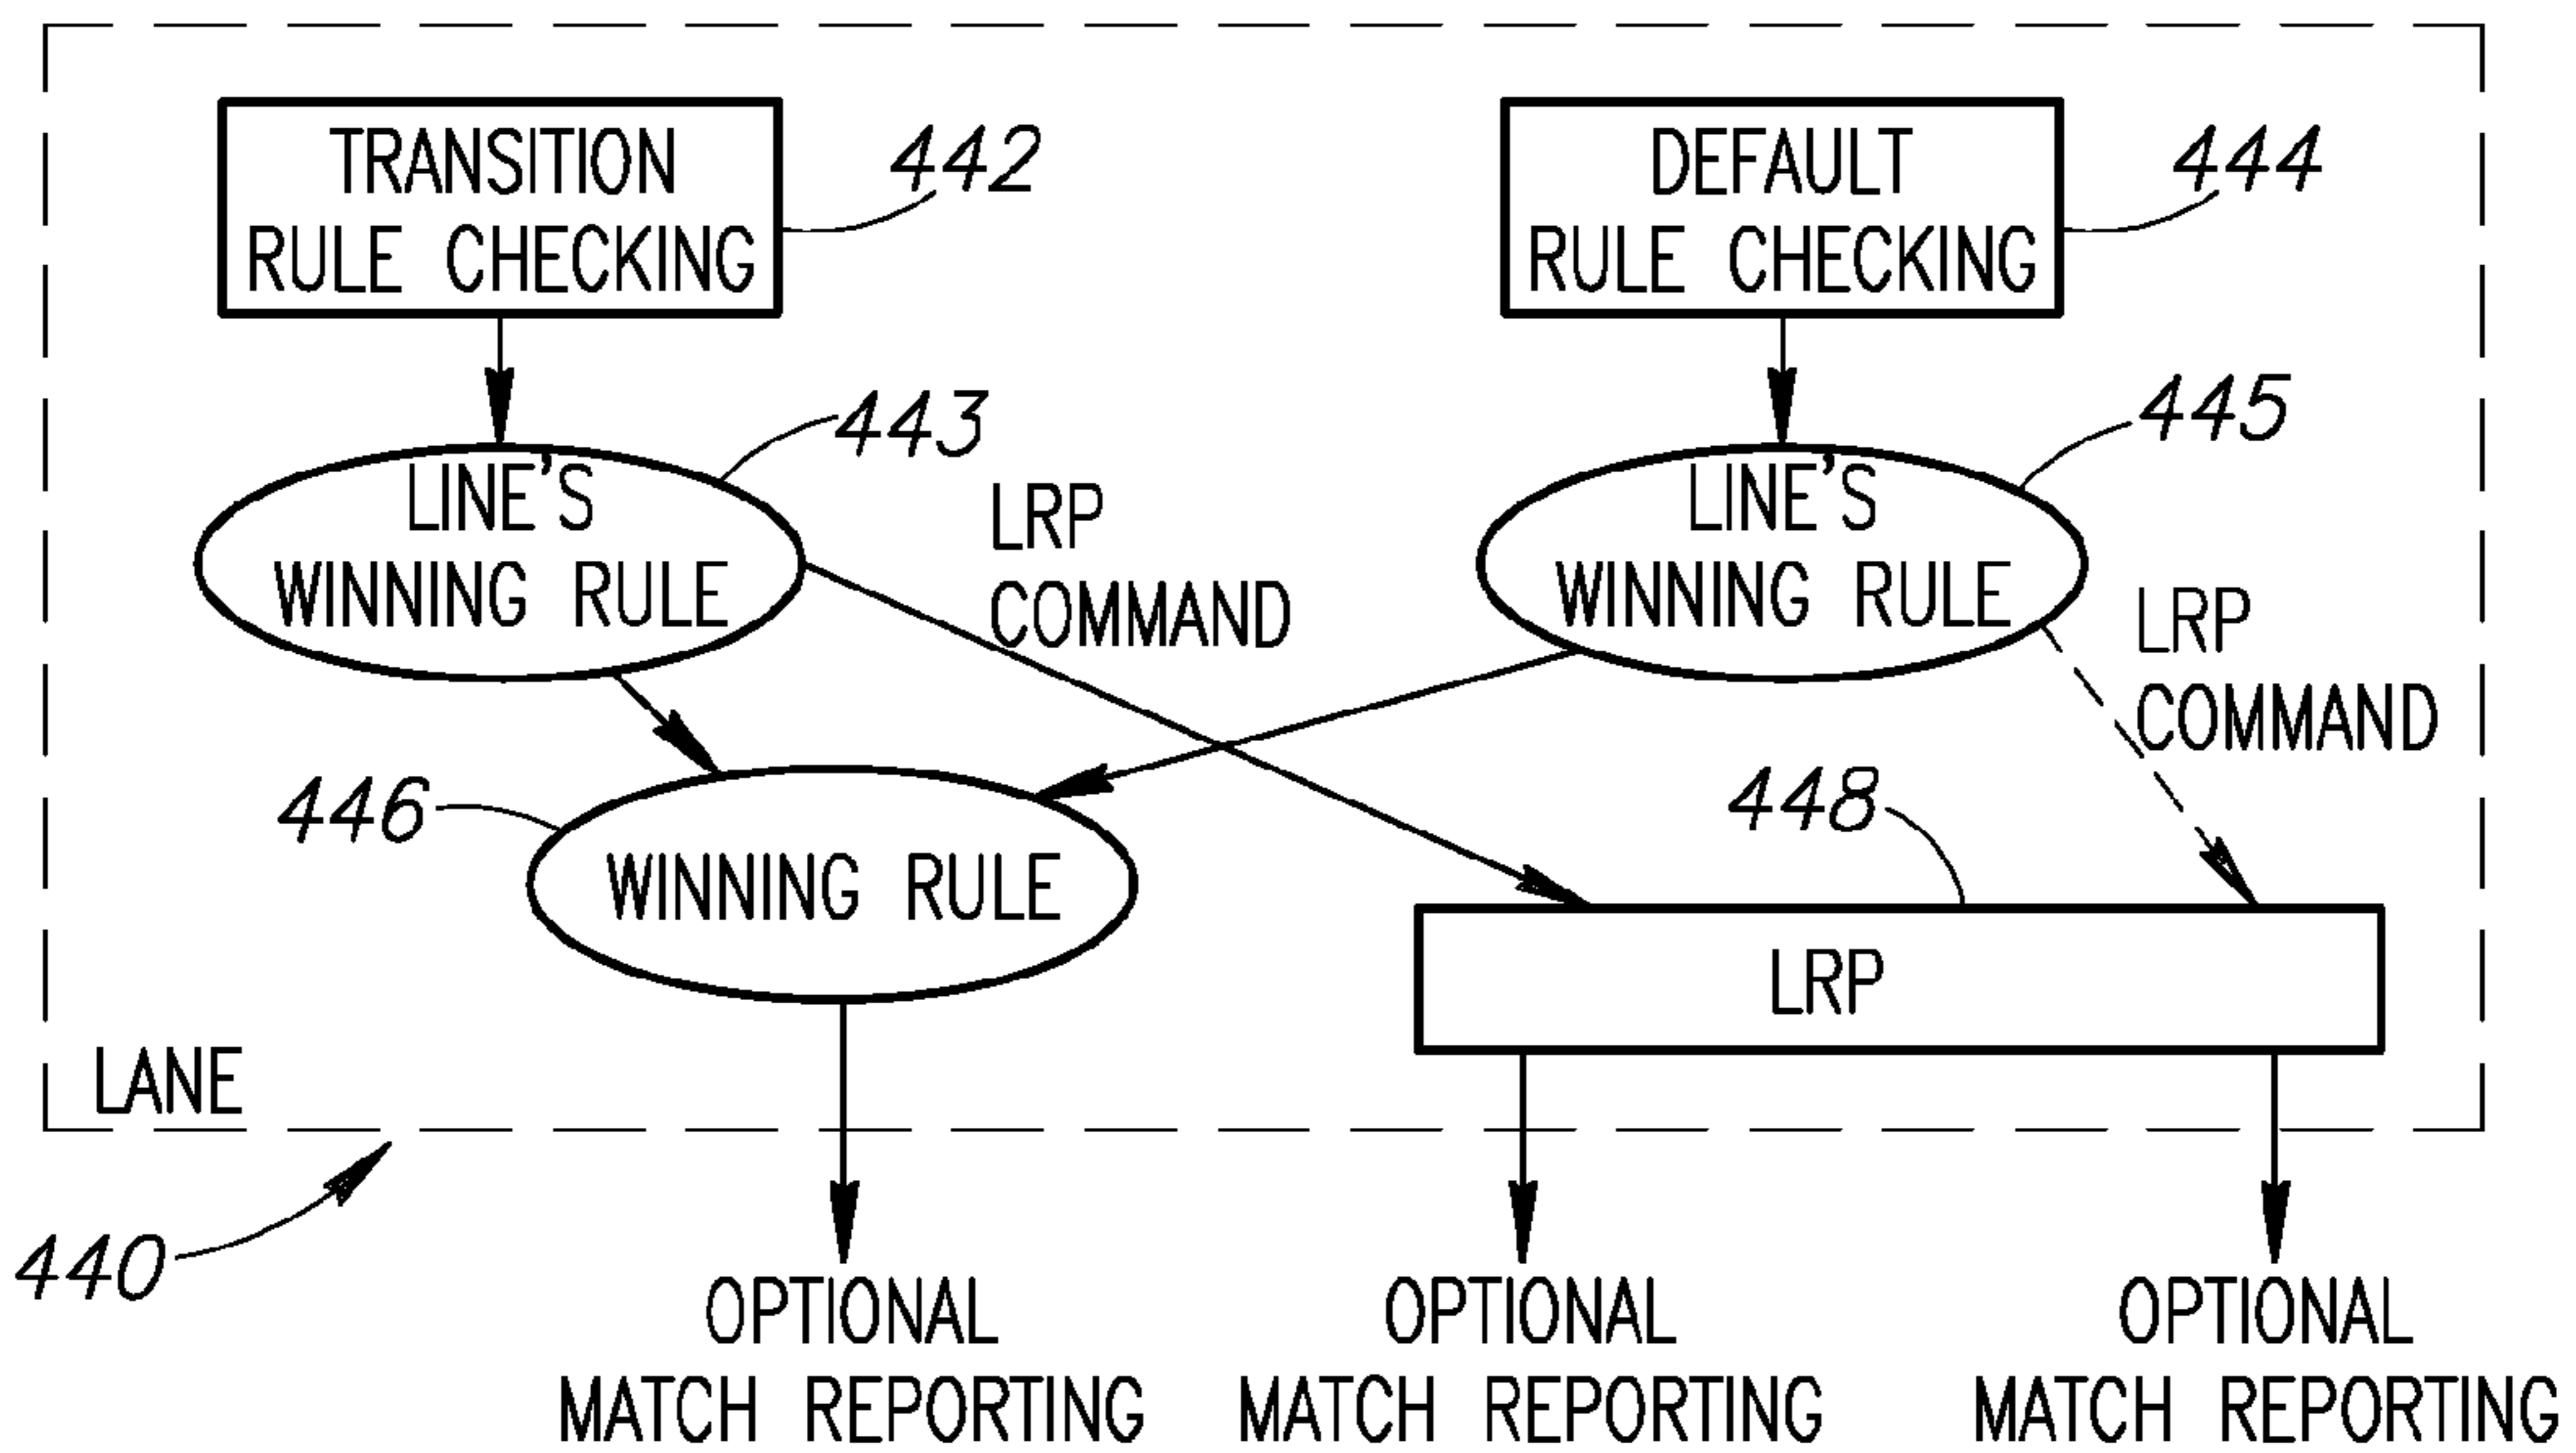 TRANSITION
RULE CHECKING
442
DEFAULT
RULE CHECKING
444
443
445
LINE'S
WINNING RULE
LRP
COMMAND
LINE'S
WINNING RULE
LRP
COMMAND
446
WINNING RULE
448
LRP
LANE
440
OPTIONAL
MATCH REPORTING
OPTIONAL
MATCH REPORTING
OPTIONAL
MATCH REPORTING